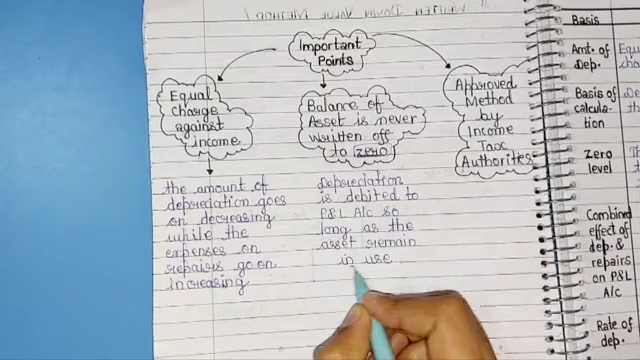 Written Down Value Method
Important
Points
Equal
Charge
against
income
Balance of
Asset is never
written off
to zero
Approved
Method
by
Income
Tax
Authorities
the amount of
depreciation goes
on decreasing
while the
expenses on
repairs go on
increasing
Depreciation
is debited to
P&L A/c so
long as the
asset remain
in use
Basis
Amt. of
Dep.
Basis of
calcula-
tion
Zero
level
Combined
effect of
dep. &
repairs
on P&L
A/c
Rate of
dep.